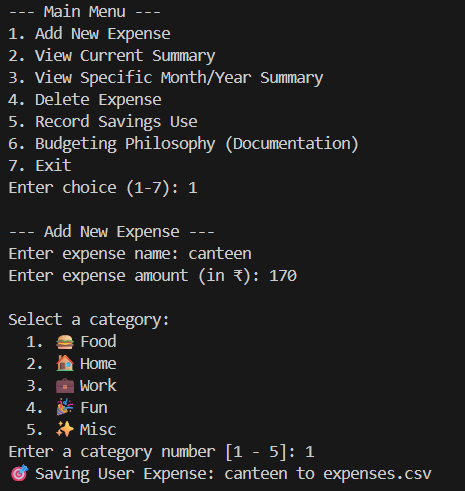 --- Main Menu ---
1. Add New Expense
2. View Current Summary
3. View Specific Month/Year Summary
4. Delete Expense
5. Record Savings Use
6. Budgeting Philosophy (Documentation)
7. Exit
Enter choice (1-7): 1
--- Add New Expense ---
Enter expense name: canteen
Enter expense amount (in ₹): 170
Select a category:
1. 🍔 Food
2. 🏠 Home
3. 💼 Work
4. 🎉 Fun
5. ✨ Misc
Enter a category number [1 - 5]: 1
🎯 Saving User Expense: canteen to expenses.csv